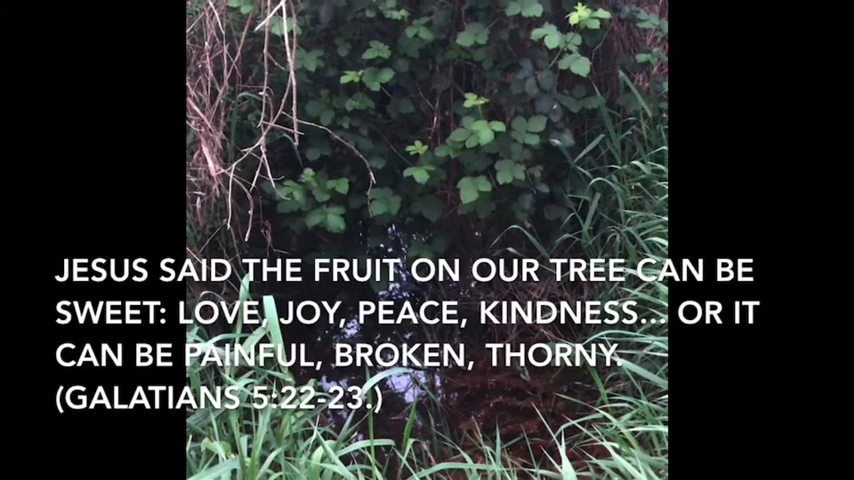 JESUS SAID THE FRUIT ON OUR TREE CAN BE
SWEET: LOVE, JOY, PEACE, KINDNESS... OR IT
CAN BE PAINFUL, BROKEN, THORNY.
(GALATIANS 5:22-23.)